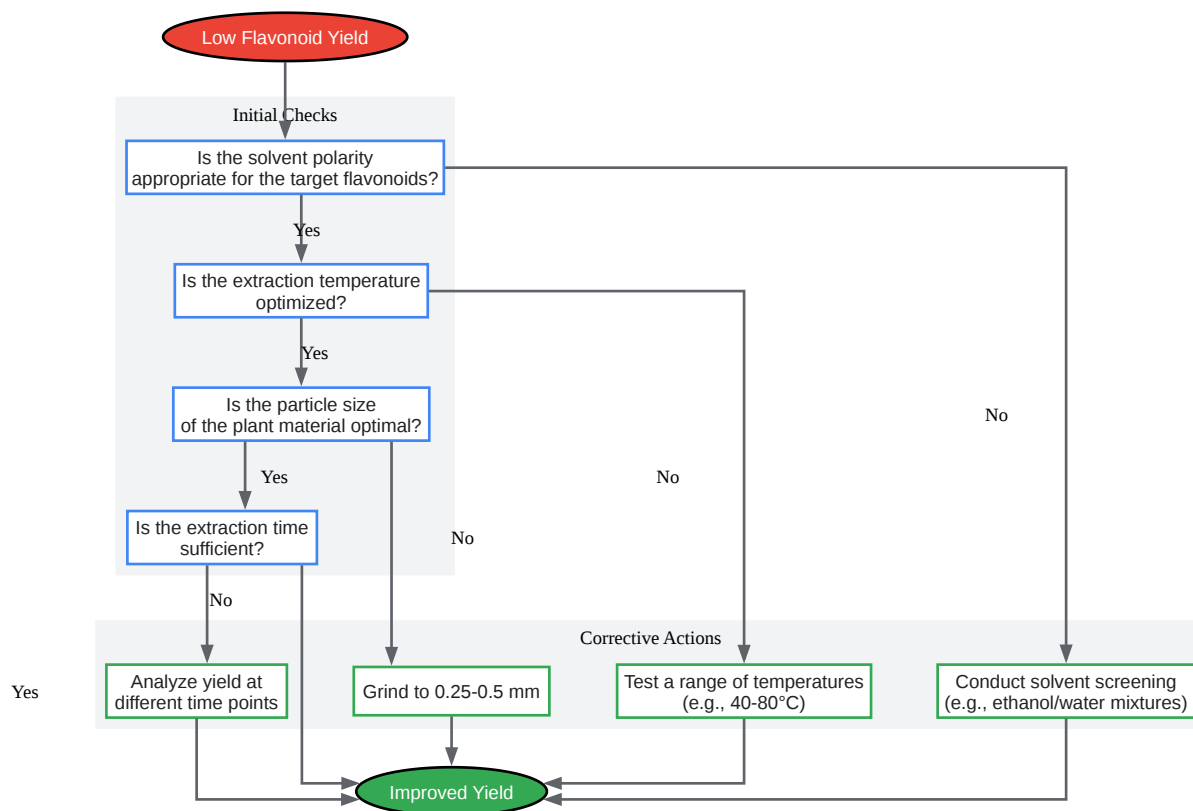 Low Flavonoid Yield
Initial Checks
Is the solvent polarity
appropriate for the target flavonoids?
Yes
Is the extraction temperature
optimized?
Yes
Is the particle size
of the plant material optimal?
No
Yes
No
Is the extraction time
sufficient?
No
No
Corrective Actions
Yes
Analyze yield at
different time points
Grind to 0.25-0.5 mm
Test a range of temperatures
(e.g., 40-80°C)
Conduct solvent screening
(e.g., ethanol/water mixtures)
Improved Yield